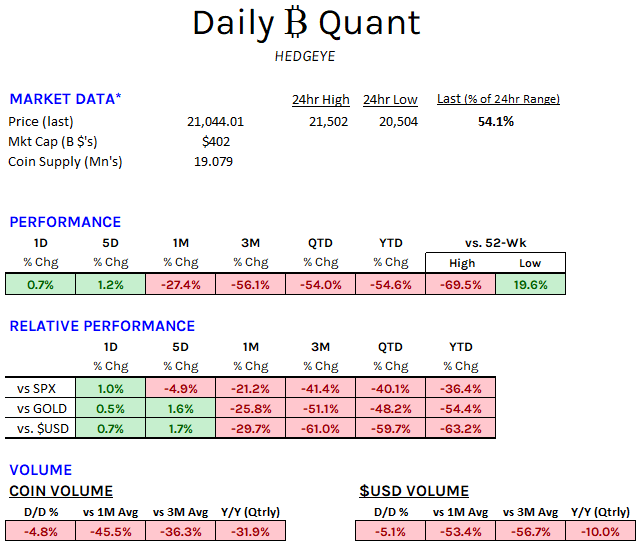 Daily ₿ Quant
HEDGEYE
MARKET DATA* 24hr High 24hr Low Last (% of 24hr Range)
Price (last) 21,044.01 21,502 20,504 54.1%
Mkt Cap (B $'s) $402
Coin Supply (Mn's) 19.079
PERFORMANCE
1D 5D 1M 3M QTD YTD vs. 52-Wk
% Chg % Chg % Chg % Chg % Chg % Chg High Low
0.7% 1.2% -27.4% -56.1% -54.0% -54.6% -69.5% 19.6%
RELATIVE PERFORMANCE
1D 5D 1M 3M QTD YTD
% Chg % Chg % Chg % Chg % Chg % Chg
vs SPX 1.0% -4.9% -21.2% -41.4% -40.1% -36.4%
vs GOLD 0.5% 1.6% -25.8% -51.1% -48.2% -54.4%
vs. $USD 0.7% 1.7% -29.7% -61.0% -59.7% -63.2%
VOLUME
COIN VOLUME $USD VOLUME
D/D % vs 1M Avg vs 3M Avg Y/Y (Qtrly) D/D % vs 1M Avg vs 3M Avg Y/Y (Qtrly)
-4.8% -45.5% -36.3% -31.9% -5.1% -53.4% -56.7% -10.0%